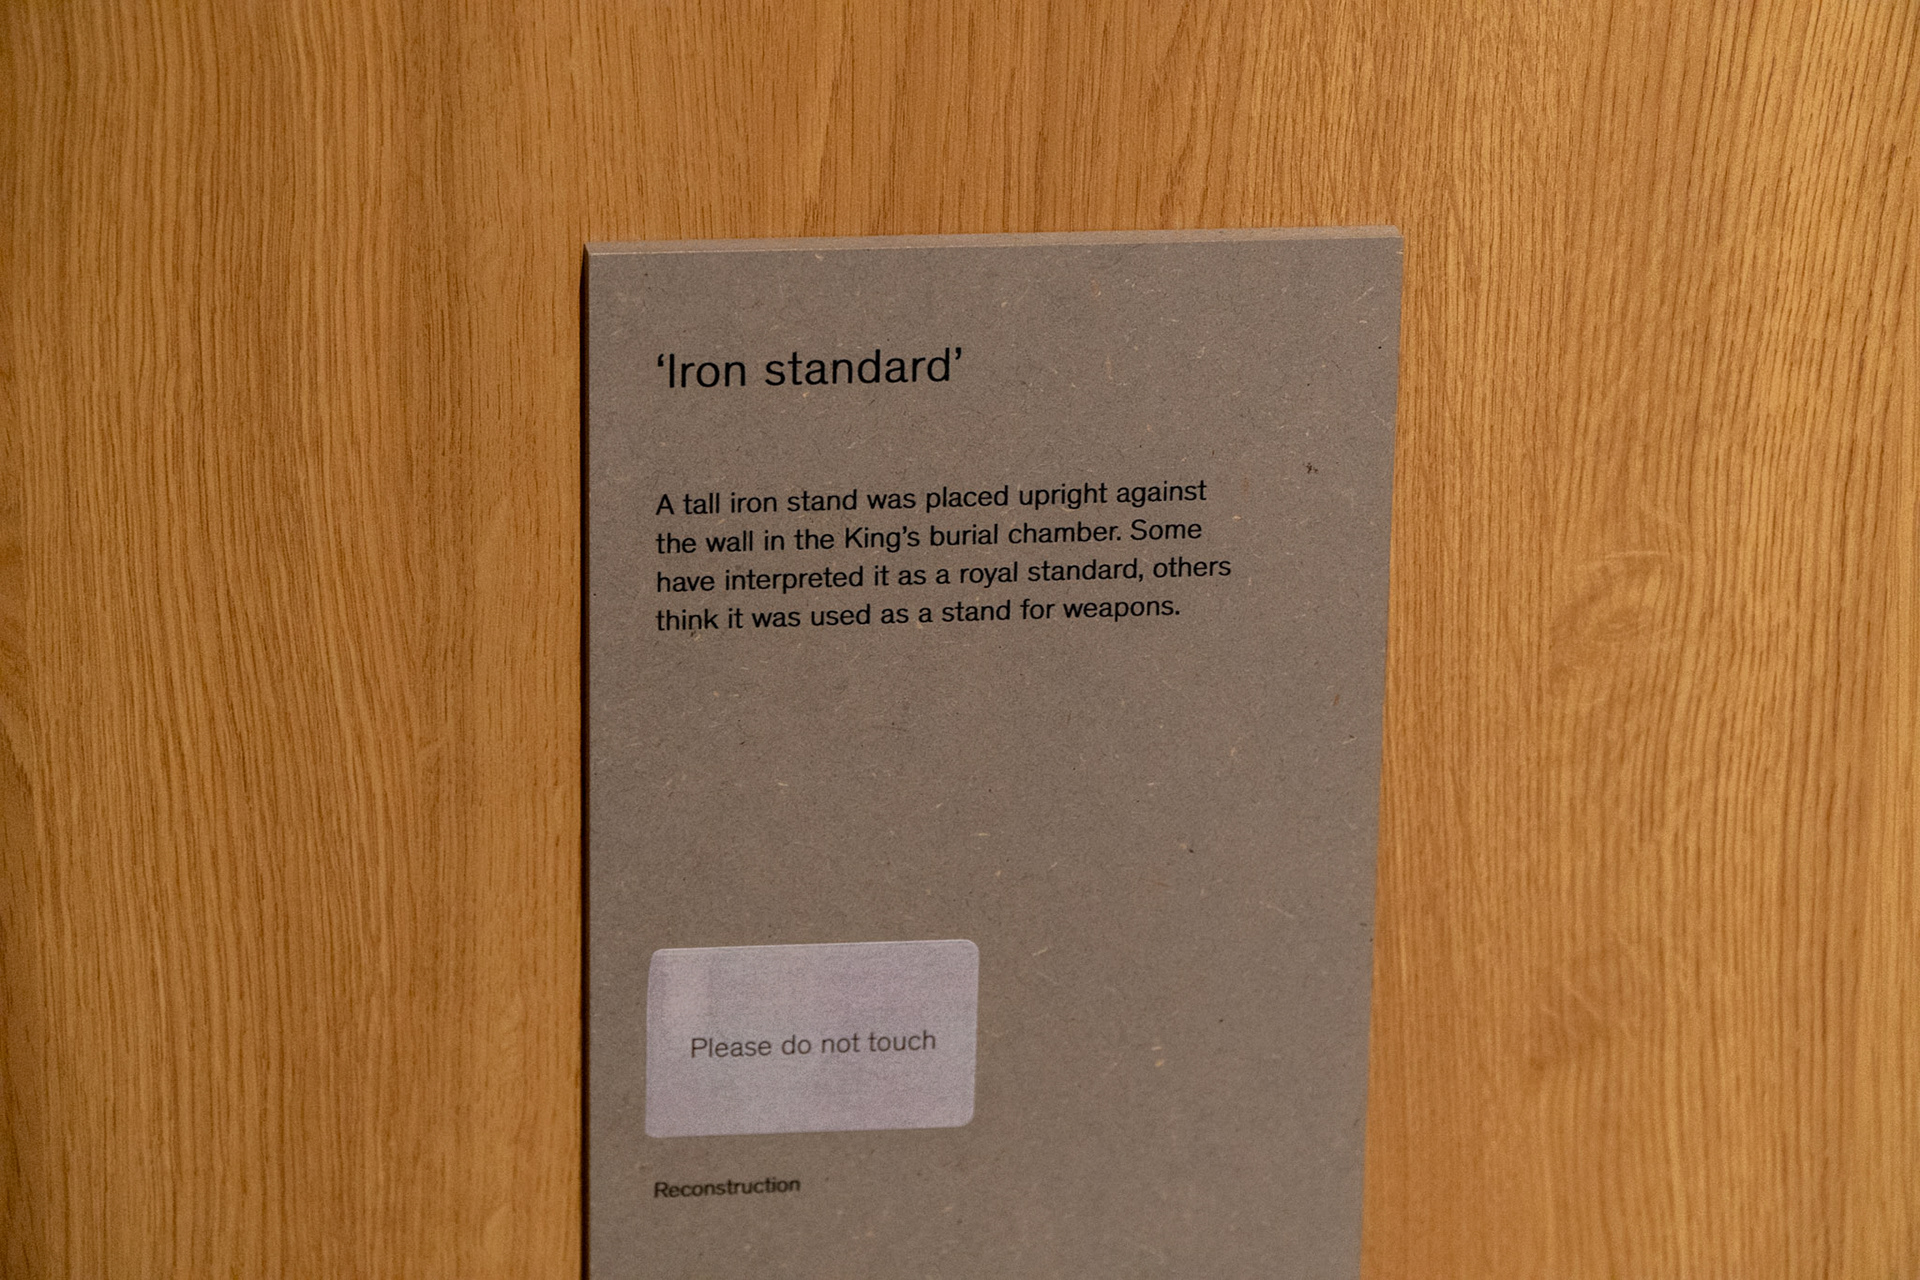 ‘Iron standard’
A tall iron stand was placed upright against
the wall in the King’s burial chamber. Some
have interpreted it as a royal standard, others
think it was used as a stand for weapons.
Please do not touch
Reconstruction